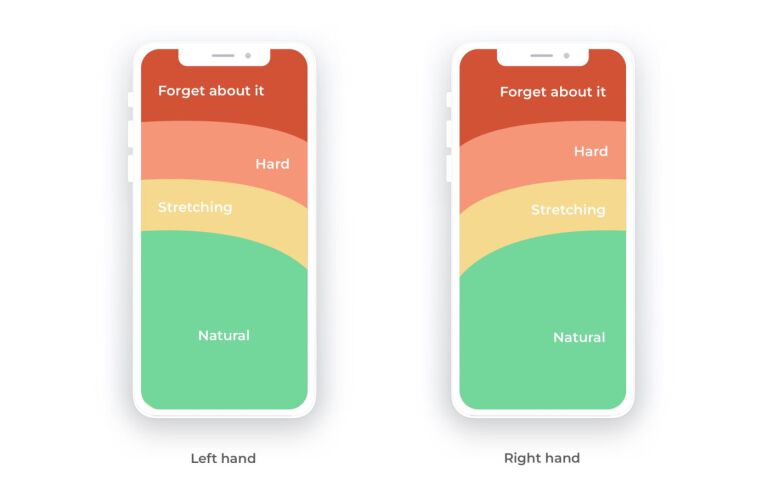 Forget about it
Hard
Stretching
Natural
Left hand
Forget about it
Hard
Stretching
Natural
Right hand